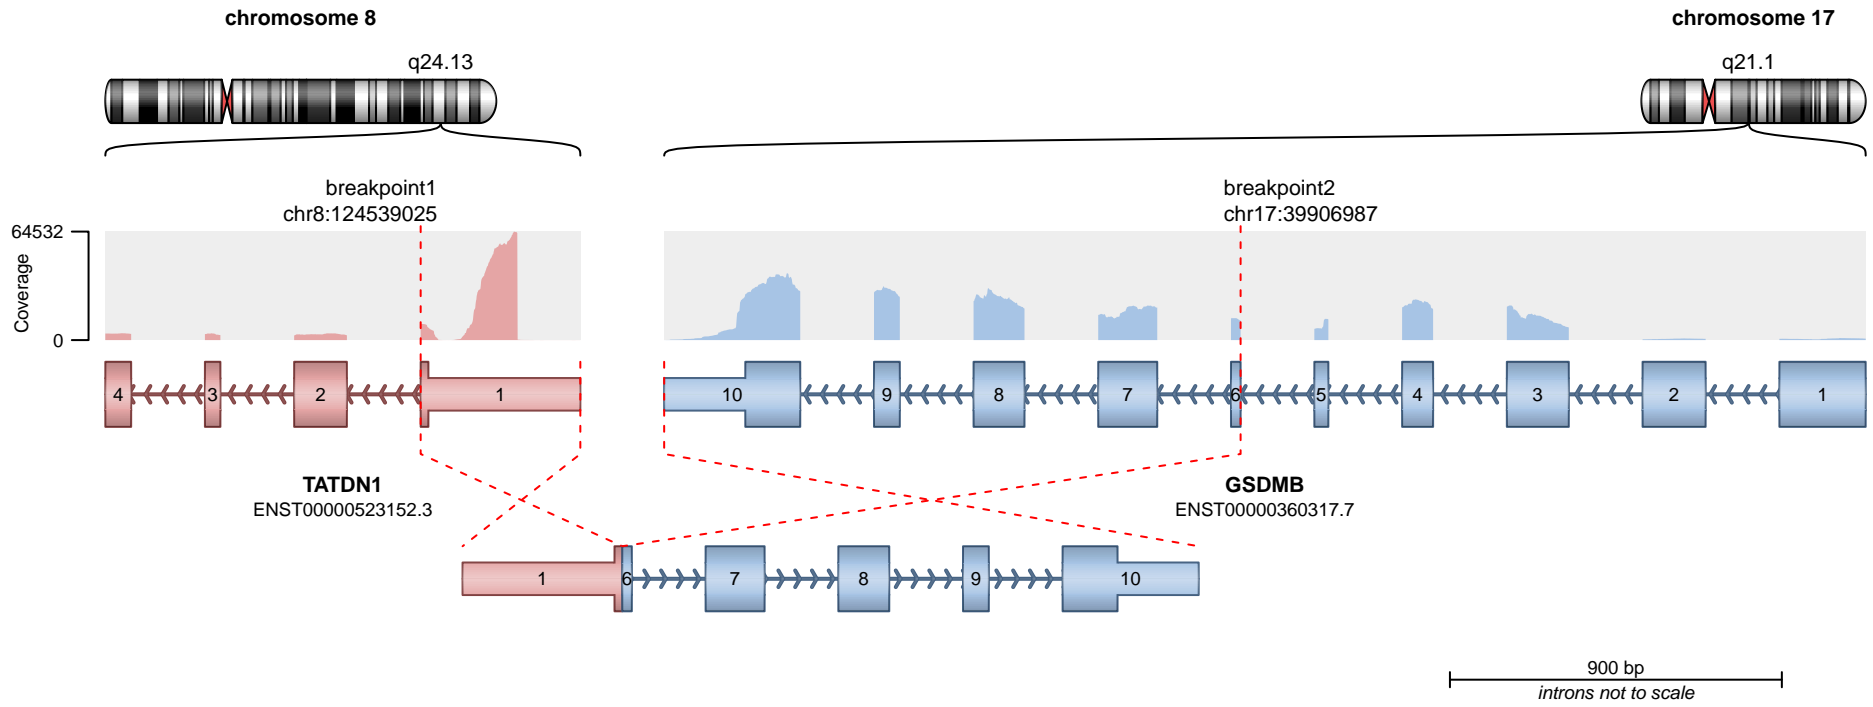 chromosome 8
chromosome 17
q24.13
q21.1
breakpoint1
chr8:124539025
breakpoint2
chr17:39906987
64532
Coverage
0
4 3 2 1
10 9 8 7 6 5 4 3 2 1
TATDN1
ENST00000523152.3
GSDMB
ENST00000360317.7
1 6 7 8 9 10
900 bp
introns not to scale